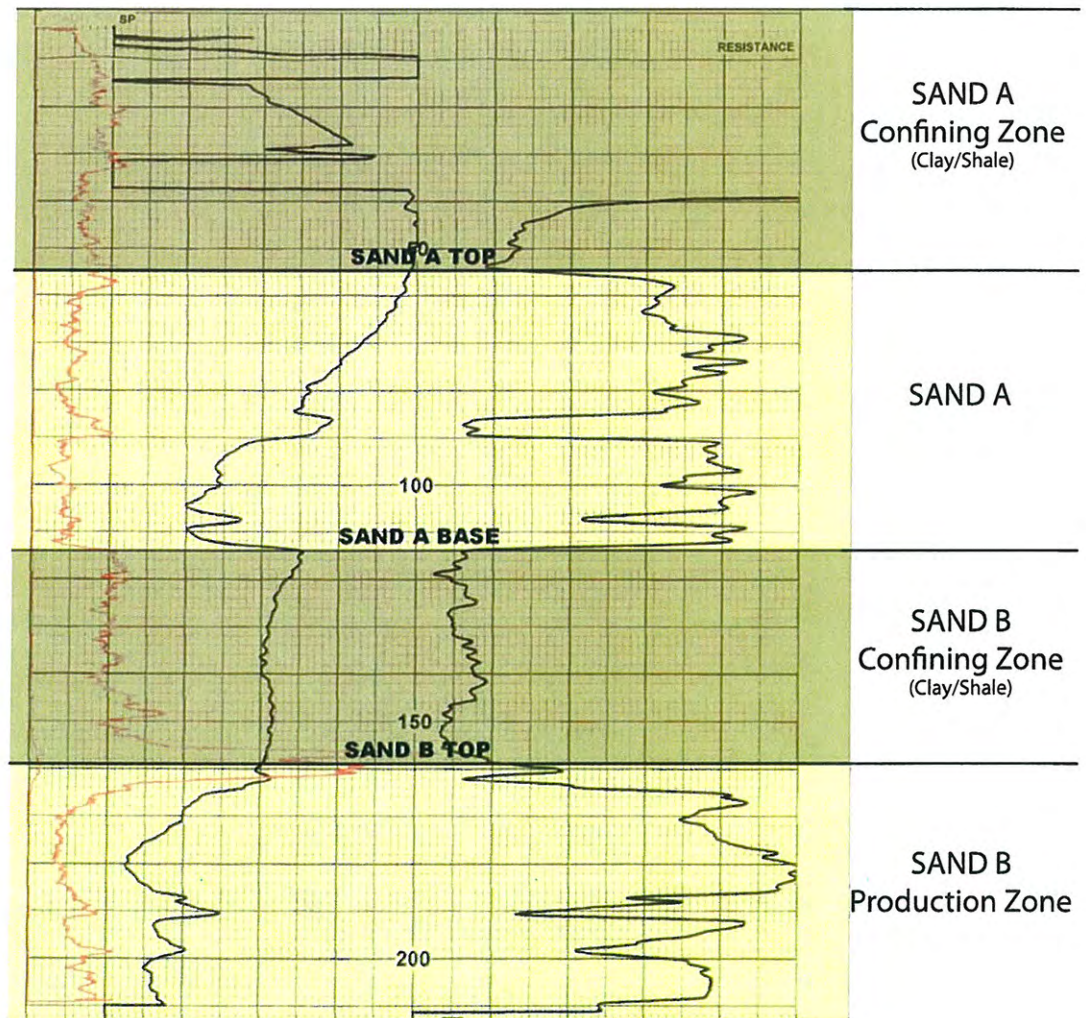 SP
RESISTANCE
SAND A
Confining Zone
(Clay/Shale)
50
SAND A TOP
SAND A
100
SAND A BASE
SAND B
Confining Zone
(Clay/Shale)
150
SAND B TOP
SAND B
Production Zone
200